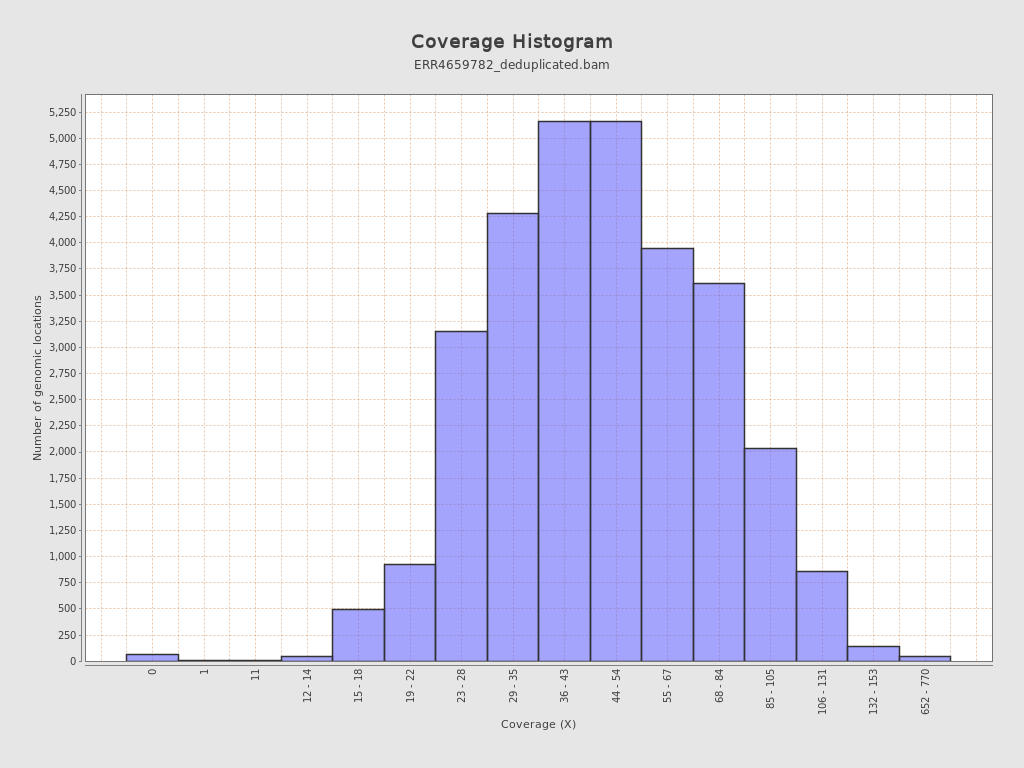 Coverage Histogram
ERR4659782_deduplicated.bam
Number of genomic locations
5,250
5,000
4,750
4,500
4,250
4,000
3,750
3,500
3,250
3,000
2,750
2,500
2,250
2,000
1,750
1,500
1,250
1,000
750
500
250
0
0
1
11
12 - 14
15 - 18
19 - 22
23 - 28
29 - 35
36 - 43
44 - 54
55 - 67
68 - 84
85 - 105
106 - 131
132 - 153
652 - 770
Coverage (X)